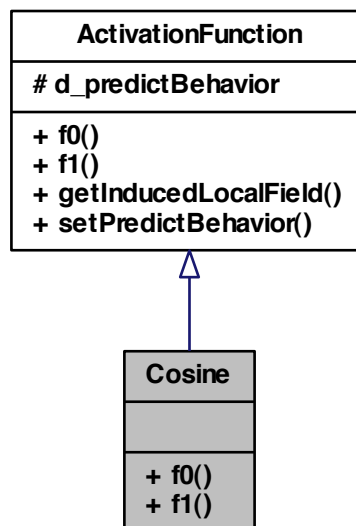 ActivationFunction
# d_predictBehavior
+ f0()
+ f1()
+ getInducedLocalField()
+ setPredictBehavior()
Cosine
+ f0()
+ f1()